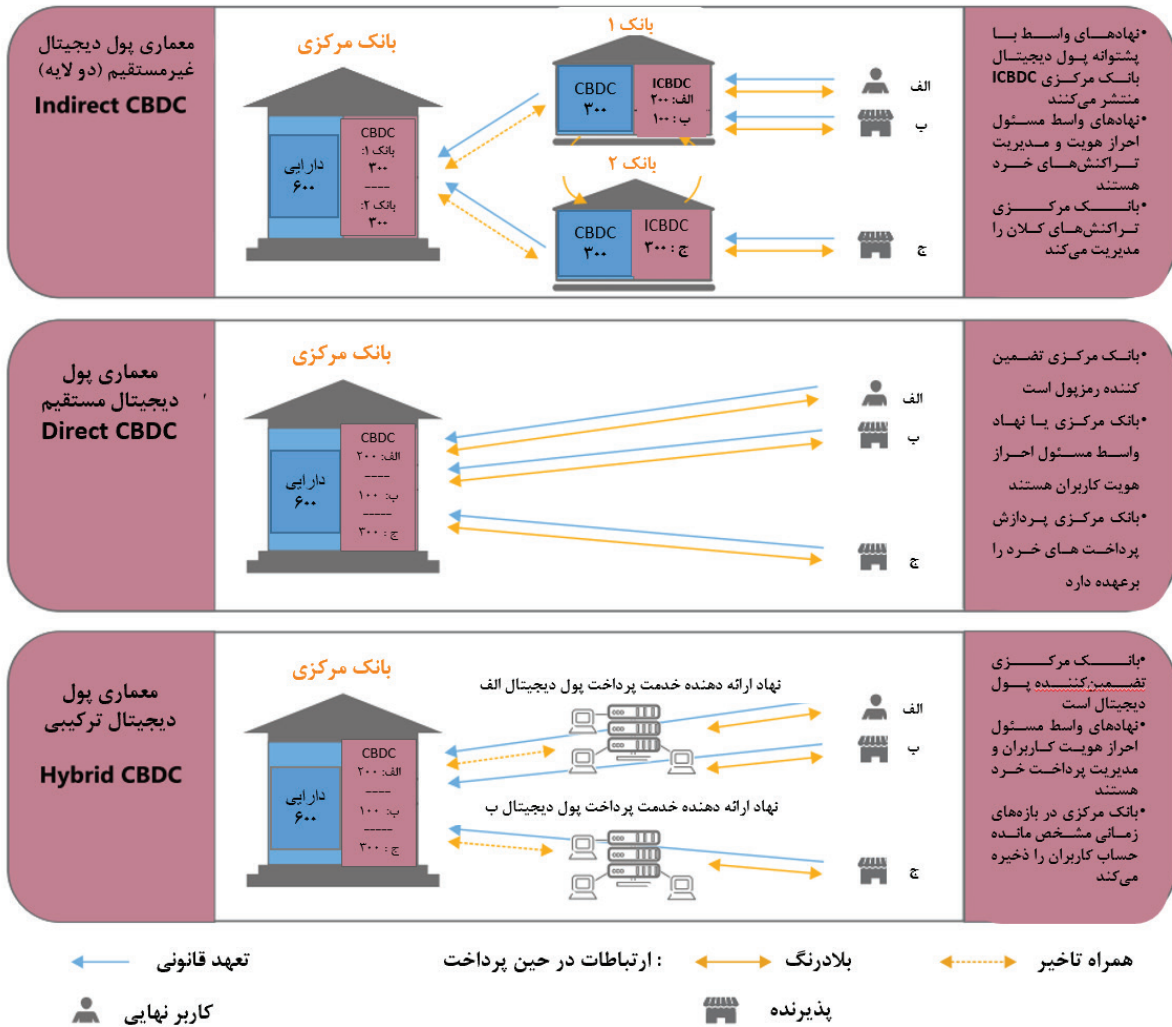 معماری پول دیجیتال
غیرمستقیم (دو لایه)
Indirect CBDC
بانک مرکزی
دارایی
۶۰۰
CBDC
بانک ۱:
۳۰۰
----
بانک ۲:
۳۰۰
بانک ۱
CBDC
۳۰۰
ICBDC
الف: ۲۰۰
ب : ۱۰۰
بانک ۲
CBDC
۳۰۰
ICBDC
ج : ۳۰۰
الف
ب
ج
•نهادهای واسط با
پشتوانه پول دیجیتال
بانک مرکزی ICBDC
منتشر می‌کنند
•نهادهای واسط مسئول
احراز هویت و مدیریت
تراکنش‌های خرد
هستند
•بانک مرکزی
تراکنش‌های کلان را
مدیریت می‌کند
معماری پول
دیجیتال مستقیم
Direct CBDC
بانک مرکزی
دارایی
۶۰۰
CBDC
الف: ۲۰۰
----
ب: ۱۰۰
-----
ج : ۳۰۰
الف
ب
ج
•بانک مرکزی تضمین
کننده رمزپول است
•بانک مرکزی یا نهاد
واسط مسئول احراز
هویت کاربران هستند
•بانک مرکزی پردازش
پرداخت های خرد را
برعهده دارد
معماری پول
دیجیتال ترکیبی
Hybrid CBDC
بانک مرکزی
دارایی
۶۰۰
CBDC
الف: ۲۰۰
----
ب: ۱۰۰
-----
ج : ۳۰۰
نهاد ارائه دهنده خدمت پرداخت پول دیجیتال الف
نهاد ارائه دهنده خدمت پرداخت پول دیجیتال ب
الف
ب
ج
•بانک مرکزی
تضمین‌کننده پول
دیجیتال است
•نهادهای واسط مسئول
احراز هویت کاربران و
مدیریت پرداخت خرد
هستند
•بانک مرکزی در بازه‌های
زمانی مشخص مانده
حساب کاربران را ذخیره
می‌کند
همراه تاخیر
بلادرنگ
ارتباطات در حین پرداخت :
تعهد قانونی
پذیرنده
کاربر نهایی